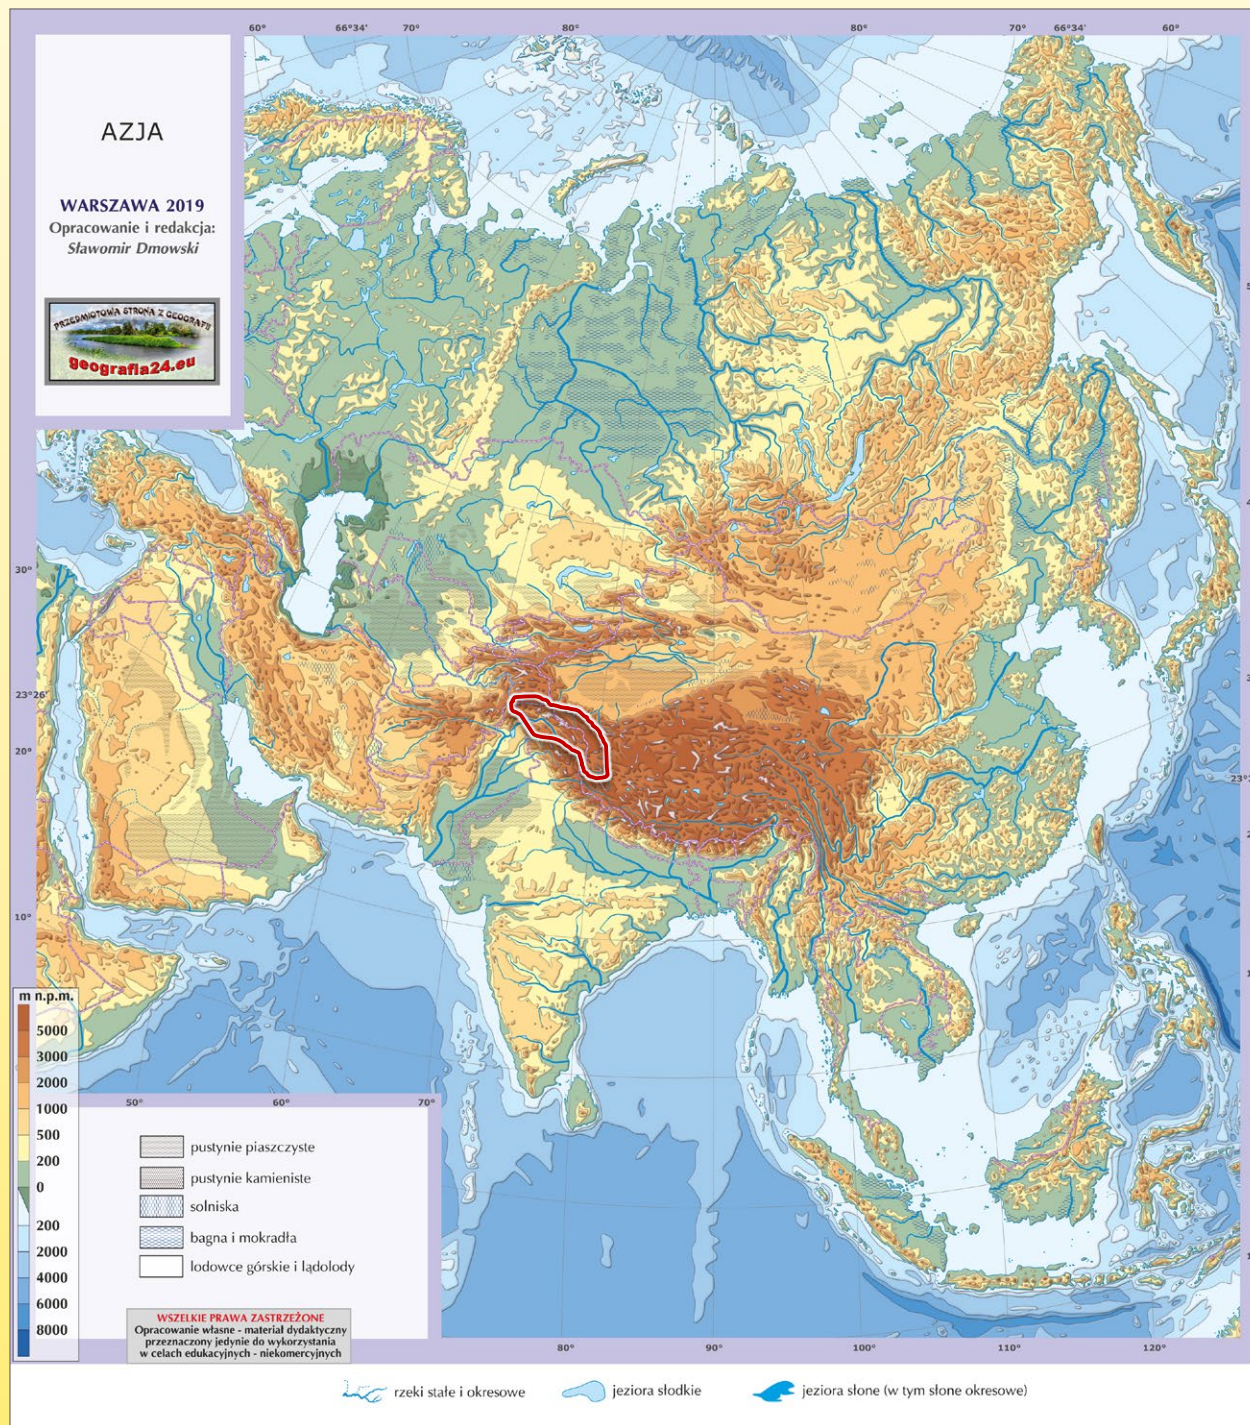 60°
66°34'
70°
80°
80°
70°
66°34'
60°
AZJA
WARSZAWA 2019
Opracowanie i redakcja:
Sławomir Dmowski
PRZEDMIOTOWA STRONA Z GEOGRAFII
geografia24.eu
30°
23°26'
20°
10°
m n.p.m.
5000
3000
2000
1000
500
200
0
200
2000
4000
6000
8000
50°
60°
70°
pustynie piaszczyste
pustynie kamieniste
solniska
bagna i mokradła
lodowce górskie i lądolody
WSZELKIE PRAWA ZASTRZEŻONE
Opracowanie własne - materiał dydaktyczny
przeznaczony jedynie do wykorzystania
w celach edukacyjnych - niekomercyjnych
80°
90°
100°
110°
120°
rzeki stałe i okresowe
jeziora słodkie
jeziora słone (w tym słone okresowe)